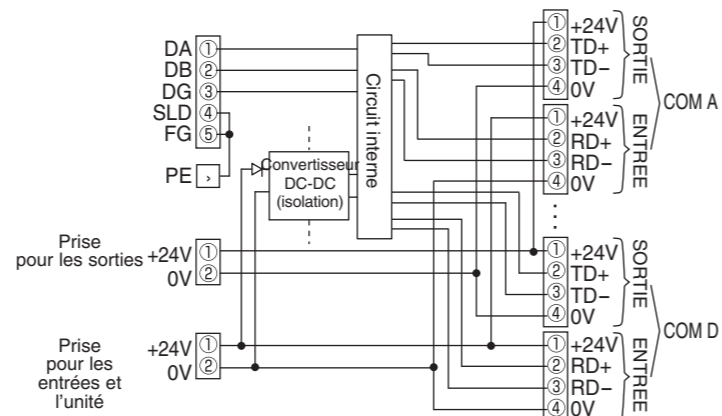 DA ①
DB ②
DG ③
SLD ④
FG ⑤
PE
Convertisseur
DC-DC
(isolation)
Circuit interne
Prise
pour les sorties
+24V ①
0V ②
Prise
pour les
entrées et
l'unité
+24V ①
0V ②
① +24V
② TD+
③ TD−
④ 0V
SORTIE
① +24V
② RD+
③ RD−
④ 0V
ENTREE
COM A
① +24V
② TD+
③ TD−
④ 0V
SORTIE
① +24V
② RD+
③ RD−
④ 0V
ENTREE
COM D